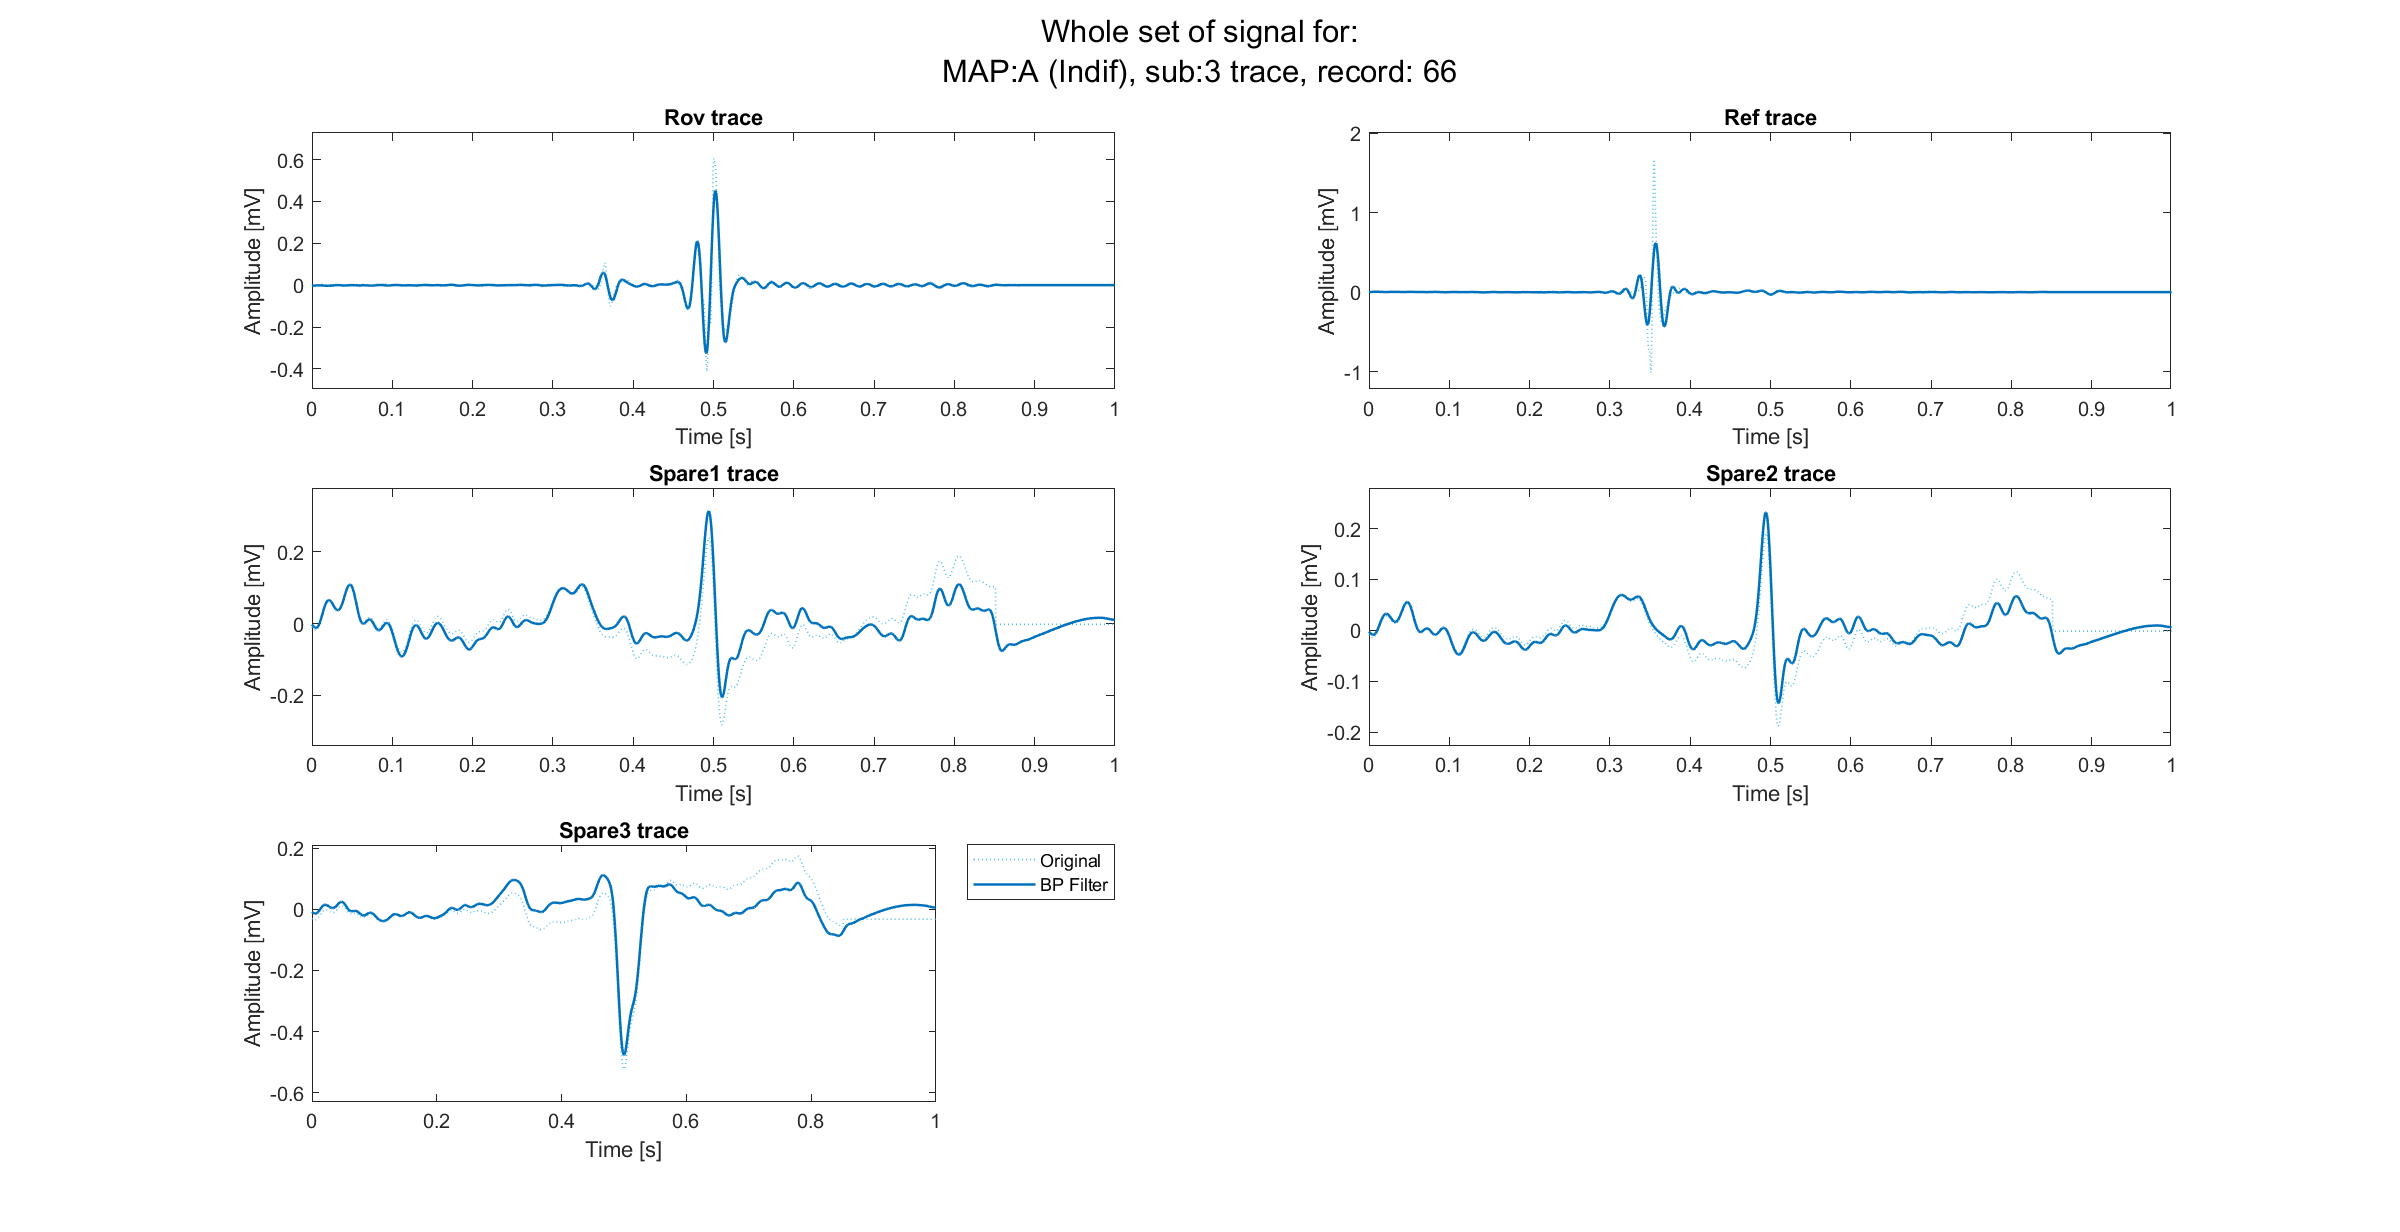 Whole set of signal for:
MAP:A (Indif), sub:3 trace, record: 66
Rov trace
Amplitude [mV]
0.6
0.4
0.2
0
-0.2
-0.4
0 0.1 0.2 0.3 0.4 0.5 0.6 0.7 0.8 0.9 1
Time [s]
Ref trace
Amplitude [mV]
2
1
0
-1
0 0.1 0.2 0.3 0.4 0.5 0.6 0.7 0.8 0.9 1
Time [s]
Spare1 trace
Amplitude [mV]
0.2
0
-0.2
0 0.1 0.2 0.3 0.4 0.5 0.6 0.7 0.8 0.9 1
Time [s]
Spare2 trace
Amplitude [mV]
0.2
0.1
0
-0.1
-0.2
0 0.1 0.2 0.3 0.4 0.5 0.6 0.7 0.8 0.9 1
Time [s]
Spare3 trace
Amplitude [mV]
0.2
0
-0.2
-0.4
-0.6
0 0.2 0.4 0.6 0.8 1
Time [s]
Original
BP Filter